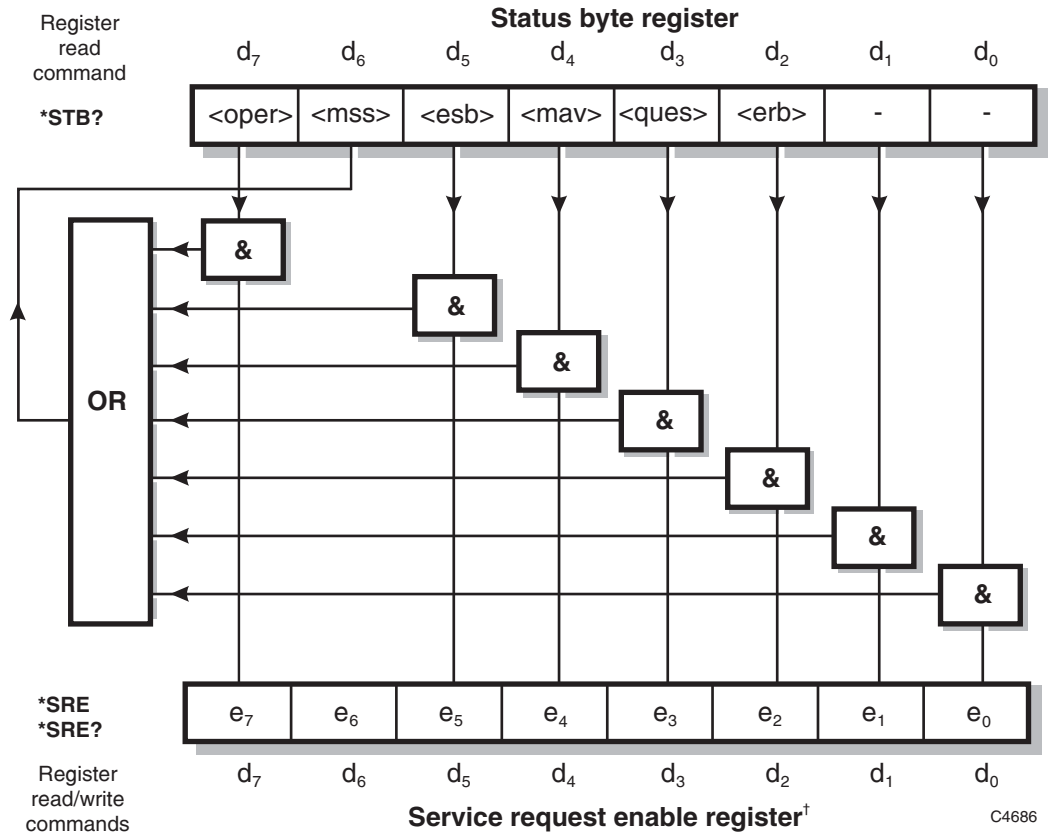 Status byte register
Register
read
command
d7 d6 d5 d4 d3 d2 d1 d0
*STB?
<oper> <mss> <esb> <mav> <ques> <erb> - -
&
&
&
&
OR
&
&
&
*SRE
*SRE?
e7 e6 e5 e4 e3 e2 e1 e0
Register
read/write
commands
d7 d6 d5 d4 d3 d2 d1 d0
Service request enable register†
C4686